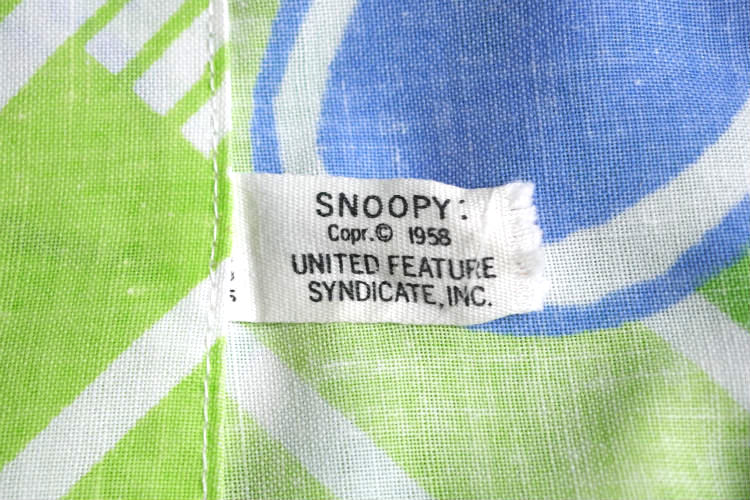 SNOOPY:
Copr.© 1958
UNITED FEATURE
SYNDICATE, INC.